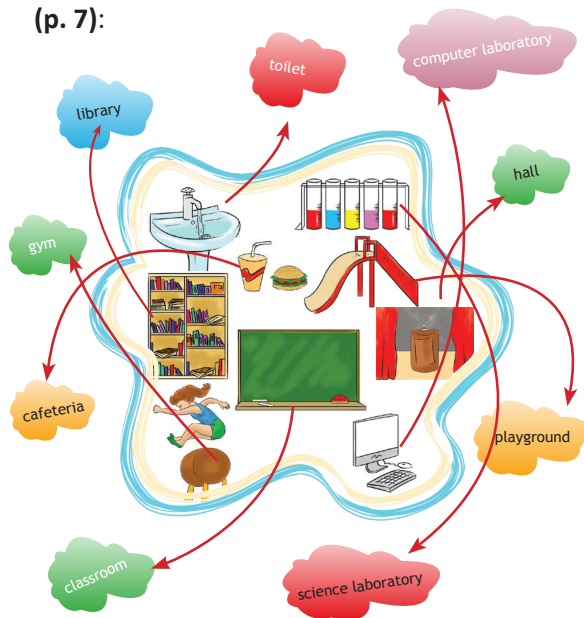 (p. 7):
toilet
computer laboratory
library
hall
gym
cafeteria
playground
classroom
science laboratory